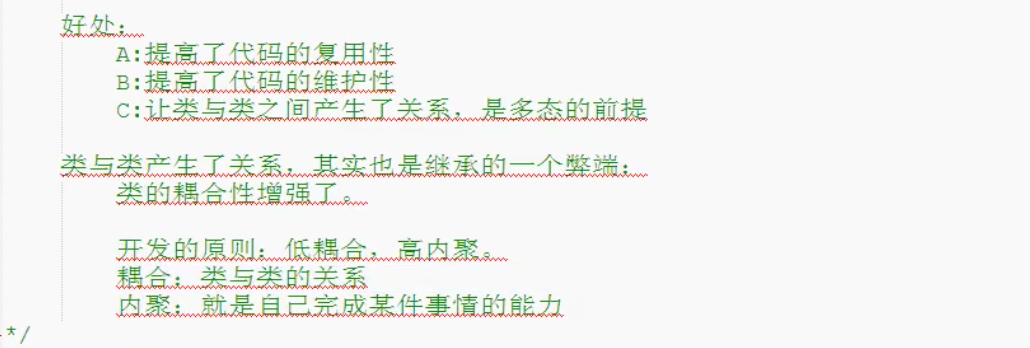 好处：
A:提高了代码的复用性
B:提高了代码的维护性
C:让类与类之间产生了关系，是多态的前提
类与类产生了关系，其实也是继承的一个弊端：
类的耦合性增强了。
开发的原则：低耦合，高内聚。
耦合：类与类的关系
内聚：就是自己完成某件事情的能力
*/